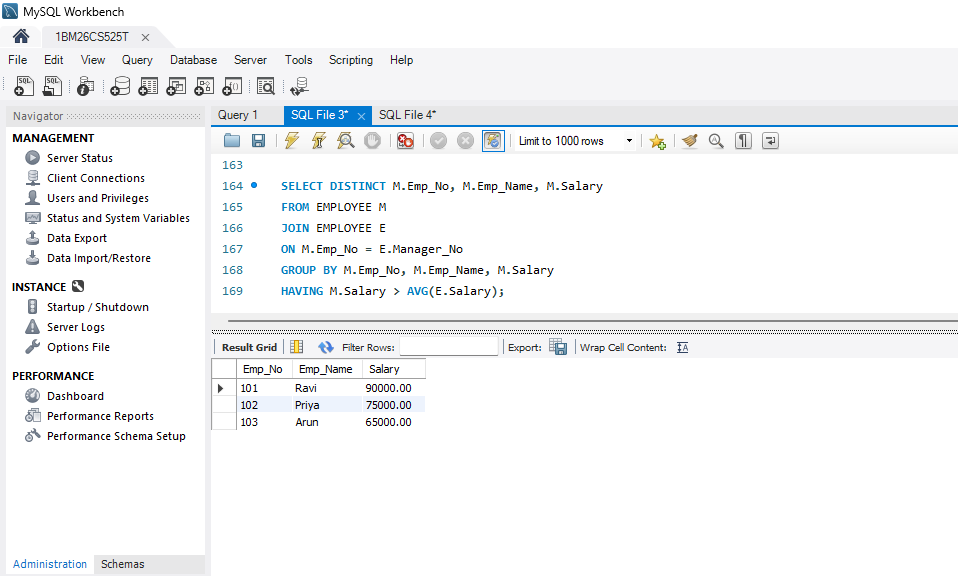 MySQL Workbench
1BM26CS525T
File Edit View Query Database Server Tools Scripting Help
Navigator
MANAGEMENT
Server Status
Client Connections
Users and Privileges
Status and System Variables
Data Export
Data Import/Restore
INSTANCE
Startup / Shutdown
Server Logs
Options File
PERFORMANCE
Dashboard
Performance Reports
Performance Schema Setup
Administration Schemas
Query 1 SQL File 3* SQL File 4*
Limit to 1000 rows
163
164 SELECT DISTINCT M.Emp_No, M.Emp_Name, M.Salary
165 FROM EMPLOYEE M
166 JOIN EMPLOYEE E
167 ON M.Emp_No = E.Manager_No
168 GROUP BY M.Emp_No, M.Emp_Name, M.Salary
169 HAVING M.Salary > AVG(E.Salary);
Result Grid Filter Rows: Export: Wrap Cell Content:
Emp_No Emp_Name Salary
101 Ravi 90000.00
102 Priya 75000.00
103 Arun 65000.00